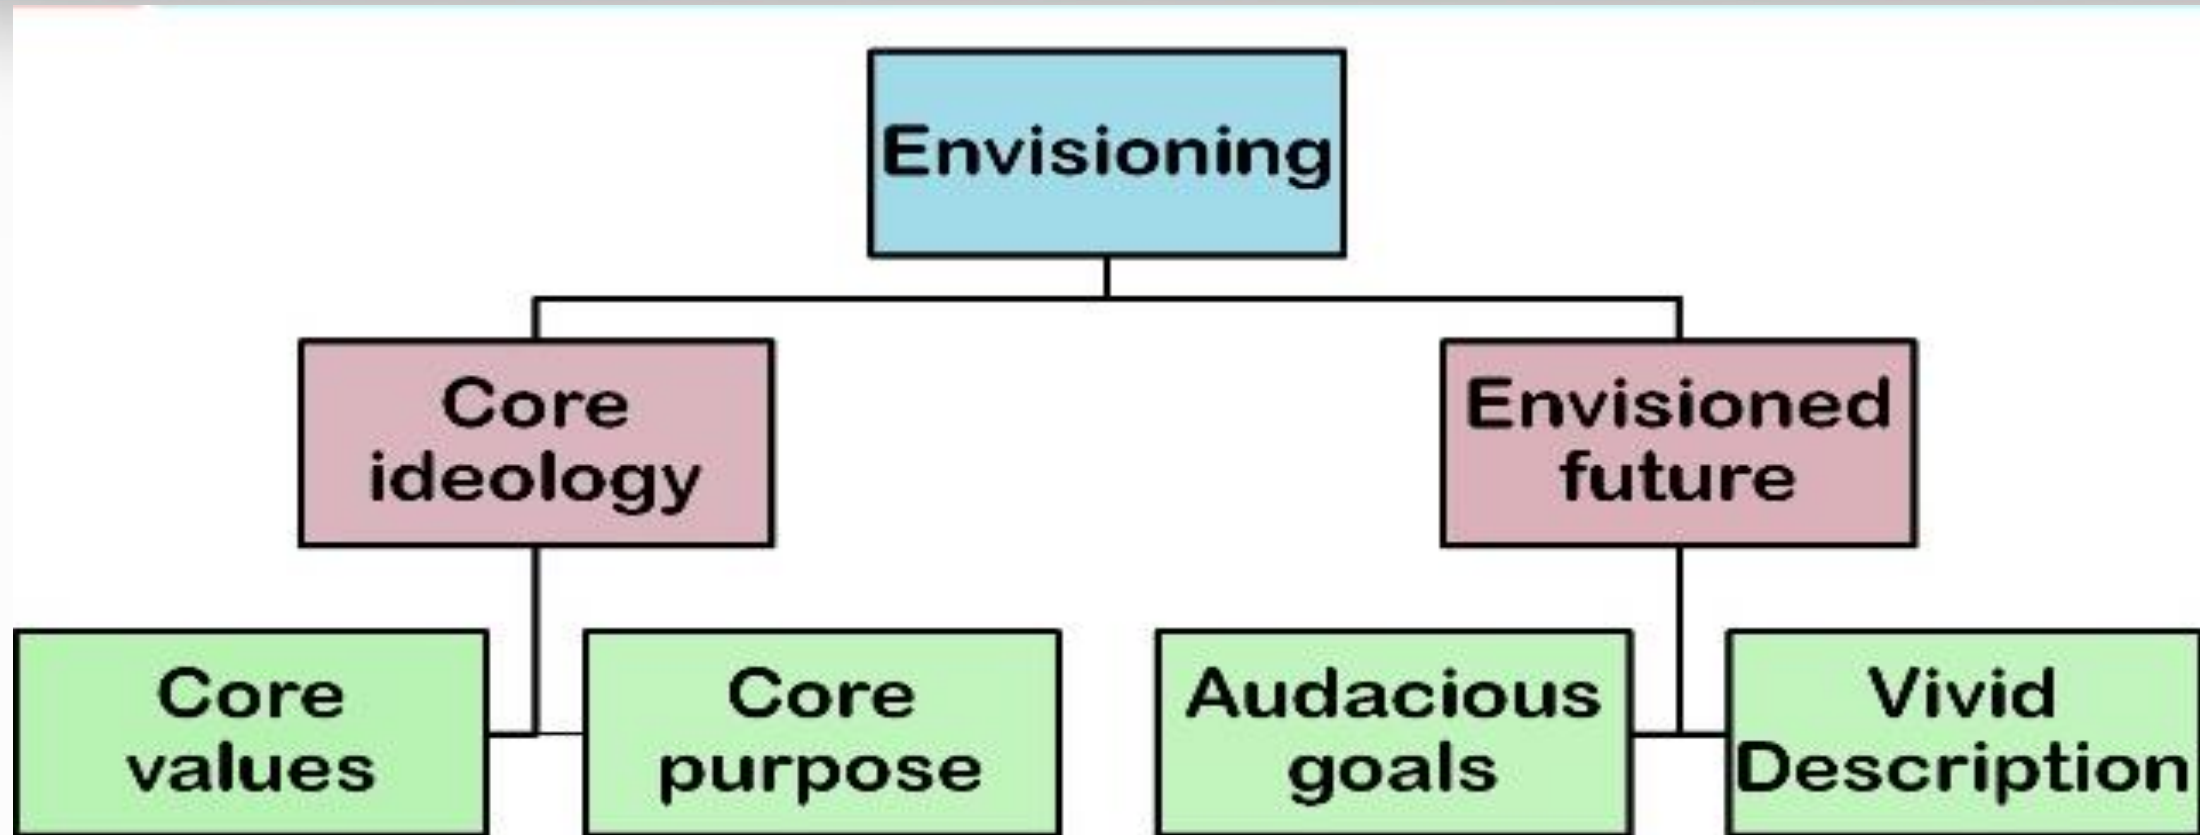 Envisioning
Core
ideology
Envisioned
future
Core
values
Core
purpose
Audacious
goals
Vivid
Description